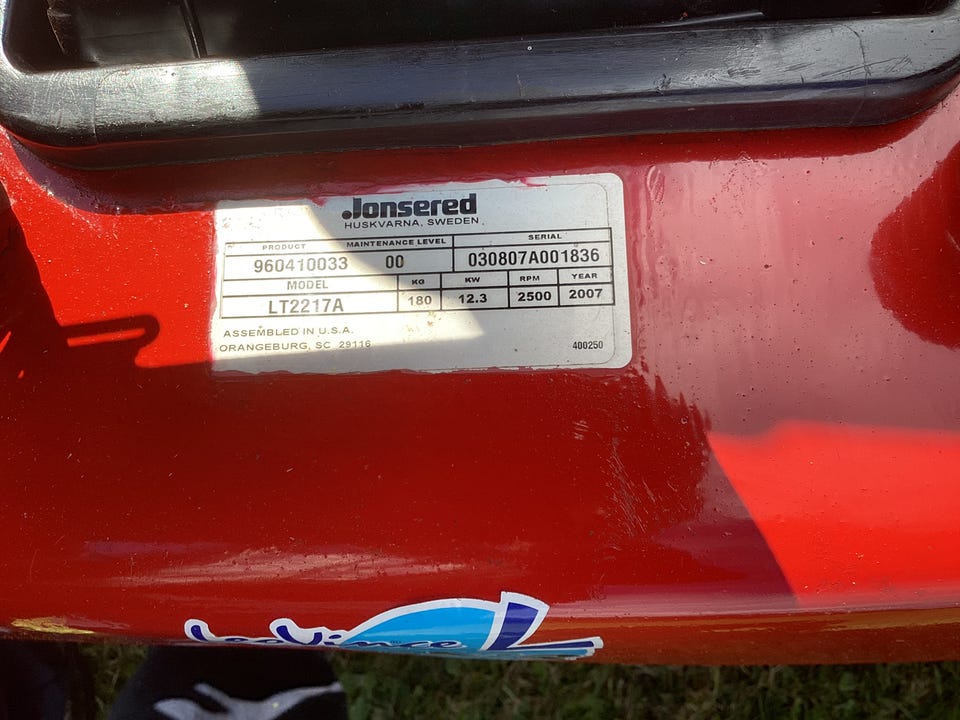 Jonsered
HUSKVARNA, SWEDEN
PRODUCT MAINTENANCE LEVEL SERIAL
960410033 00 030807A001836
MODEL KG KW RPM YEAR
LT2217A 180 12.3 2500 2007
ASSEMBLED IN U.S.A.
ORANGEBURG, SC 29116 400250
LeoVince